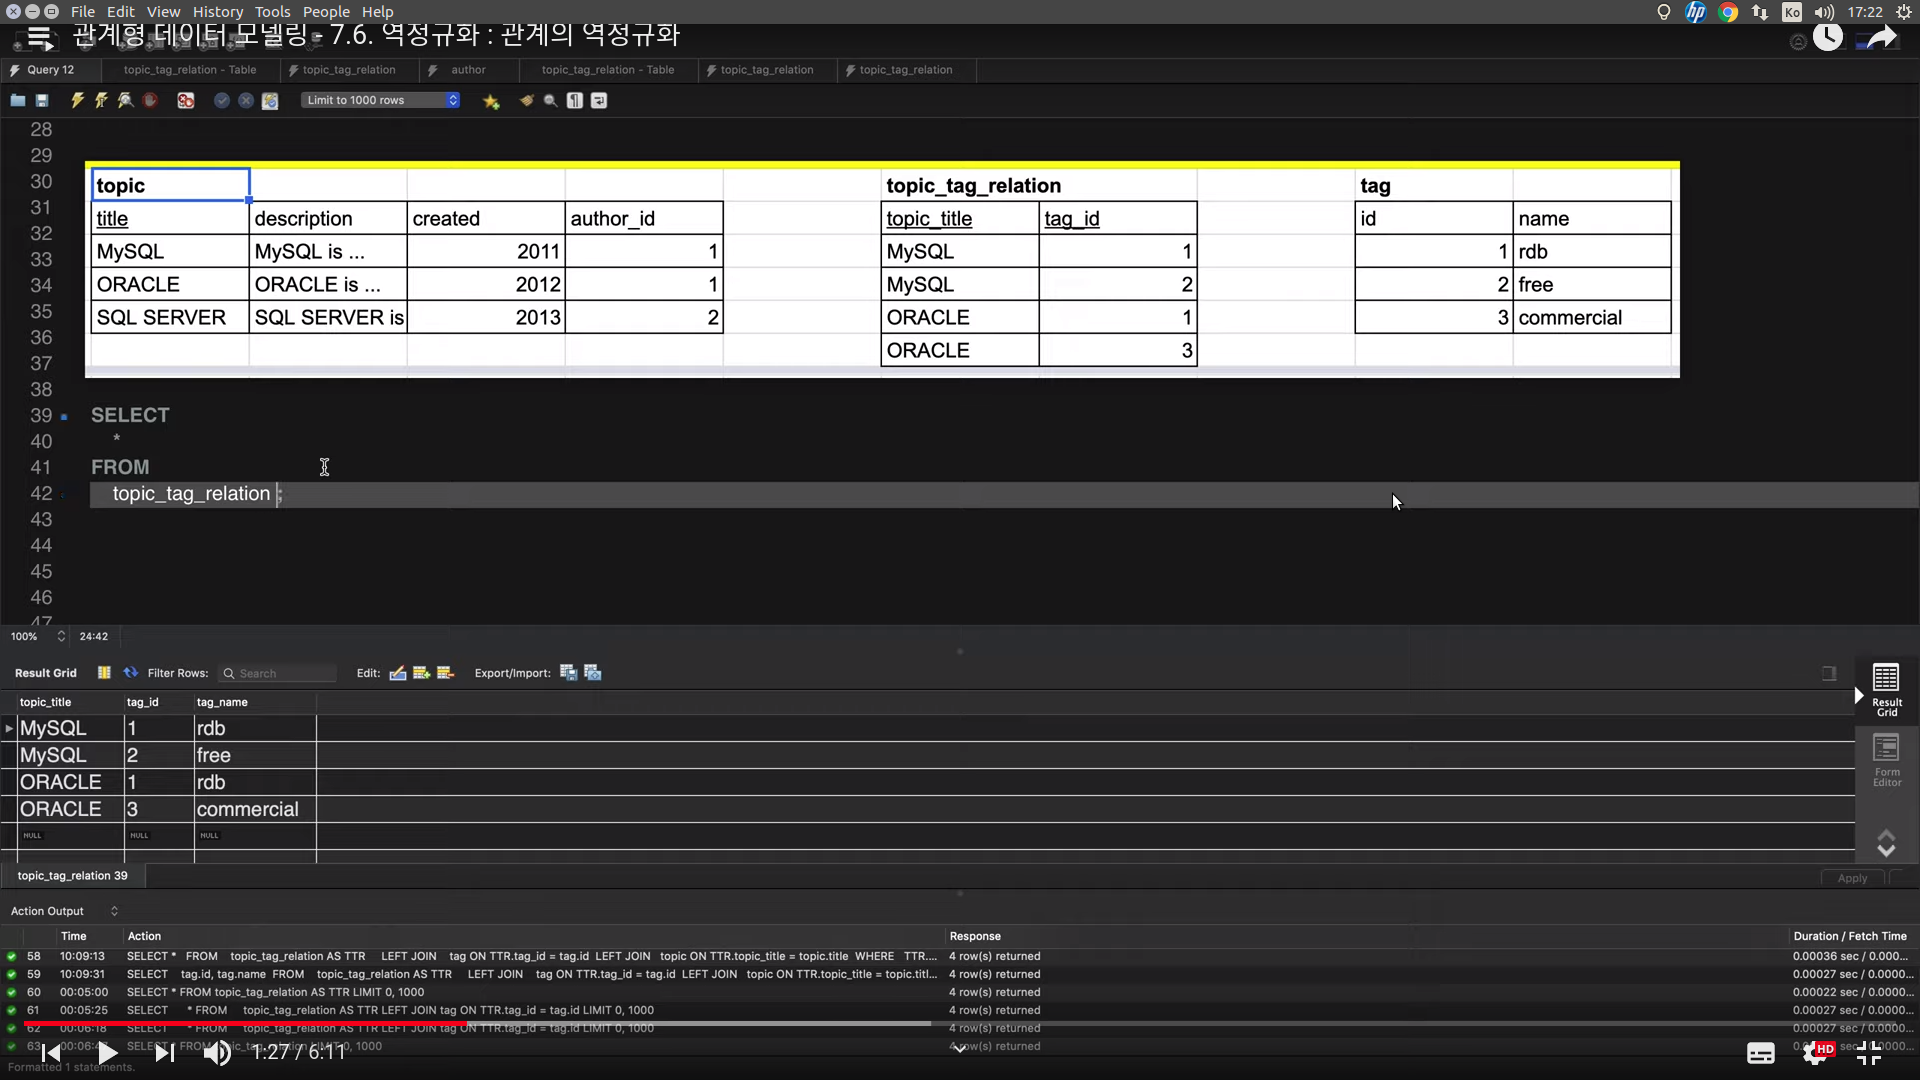 File Edit View History Tools People Help
Ko 17:22
관계형 데이터 모델링 - 7.6. 역정규화 : 관계의 역정규화
Query 12 topic_tag_relation - Table topic_tag_relation author topic_tag_relation - Table topic_tag_relation topic_tag_relation
Limit to 1000 rows
28
29
30
31
32
33
34
35
36
37
38
topic topic_tag_relation tag
title description created author_id topic_title tag_id id name
MySQL MySQL is ... 2011 1 MySQL 1 1 rdb
ORACLE ORACLE is ... 2012 1 MySQL 2 2 free
SQL SERVER SQL SERVER is 2013 2 ORACLE 1 3 commercial
ORACLE 3
39 SELECT
40 *
41 FROM
42 topic_tag_relation ;
43
44
45
46
47
100% 24:42
Result Grid Filter Rows: Search Edit: Export/Import:
Result Grid
Form Editor
topic_title tag_id tag_name
MySQL 1 rdb
MySQL 2 free
ORACLE 1 rdb
ORACLE 3 commercial
NULL NULL NULL
topic_tag_relation 39 Apply
Action Output
Time Action Response Duration / Fetch Time
58 10:09:13 SELECT * FROM topic_tag_relation AS TTR LEFT JOIN tag ON TTR.tag_id = tag.id LEFT JOIN topic ON TTR.topic_title = topic.title WHERE TTR.... 4 row(s) returned 0.00036 sec / 0.000...
59 10:09:31 SELECT tag.id, tag.name FROM topic_tag_relation AS TTR LEFT JOIN tag ON TTR.tag_id = tag.id LEFT JOIN topic ON TTR.topic_title = topic.titl... 4 row(s) returned 0.00027 sec / 0.000...
60 00:05:00 SELECT * FROM topic_tag_relation AS TTR LIMIT 0, 1000 4 row(s) returned 0.00022 sec / 0.0000...
61 00:05:25 SELECT * FROM topic_tag_relation AS TTR LEFT JOIN tag ON TTR.tag_id = tag.id LIMIT 0, 1000 4 row(s) returned 0.00027 sec / 0.0000...
62 00:06:18 SELECT * FROM topic_tag_relation AS TTR LEFT JOIN tag ON TTR.tag_id = tag.id LIMIT 0, 1000 4 row(s) returned 0.00027 sec / 0.0000...
63 LIMIT 0, 1000 row(s) returned
1:27 / 6:11 HD
Formatted 1 statements.